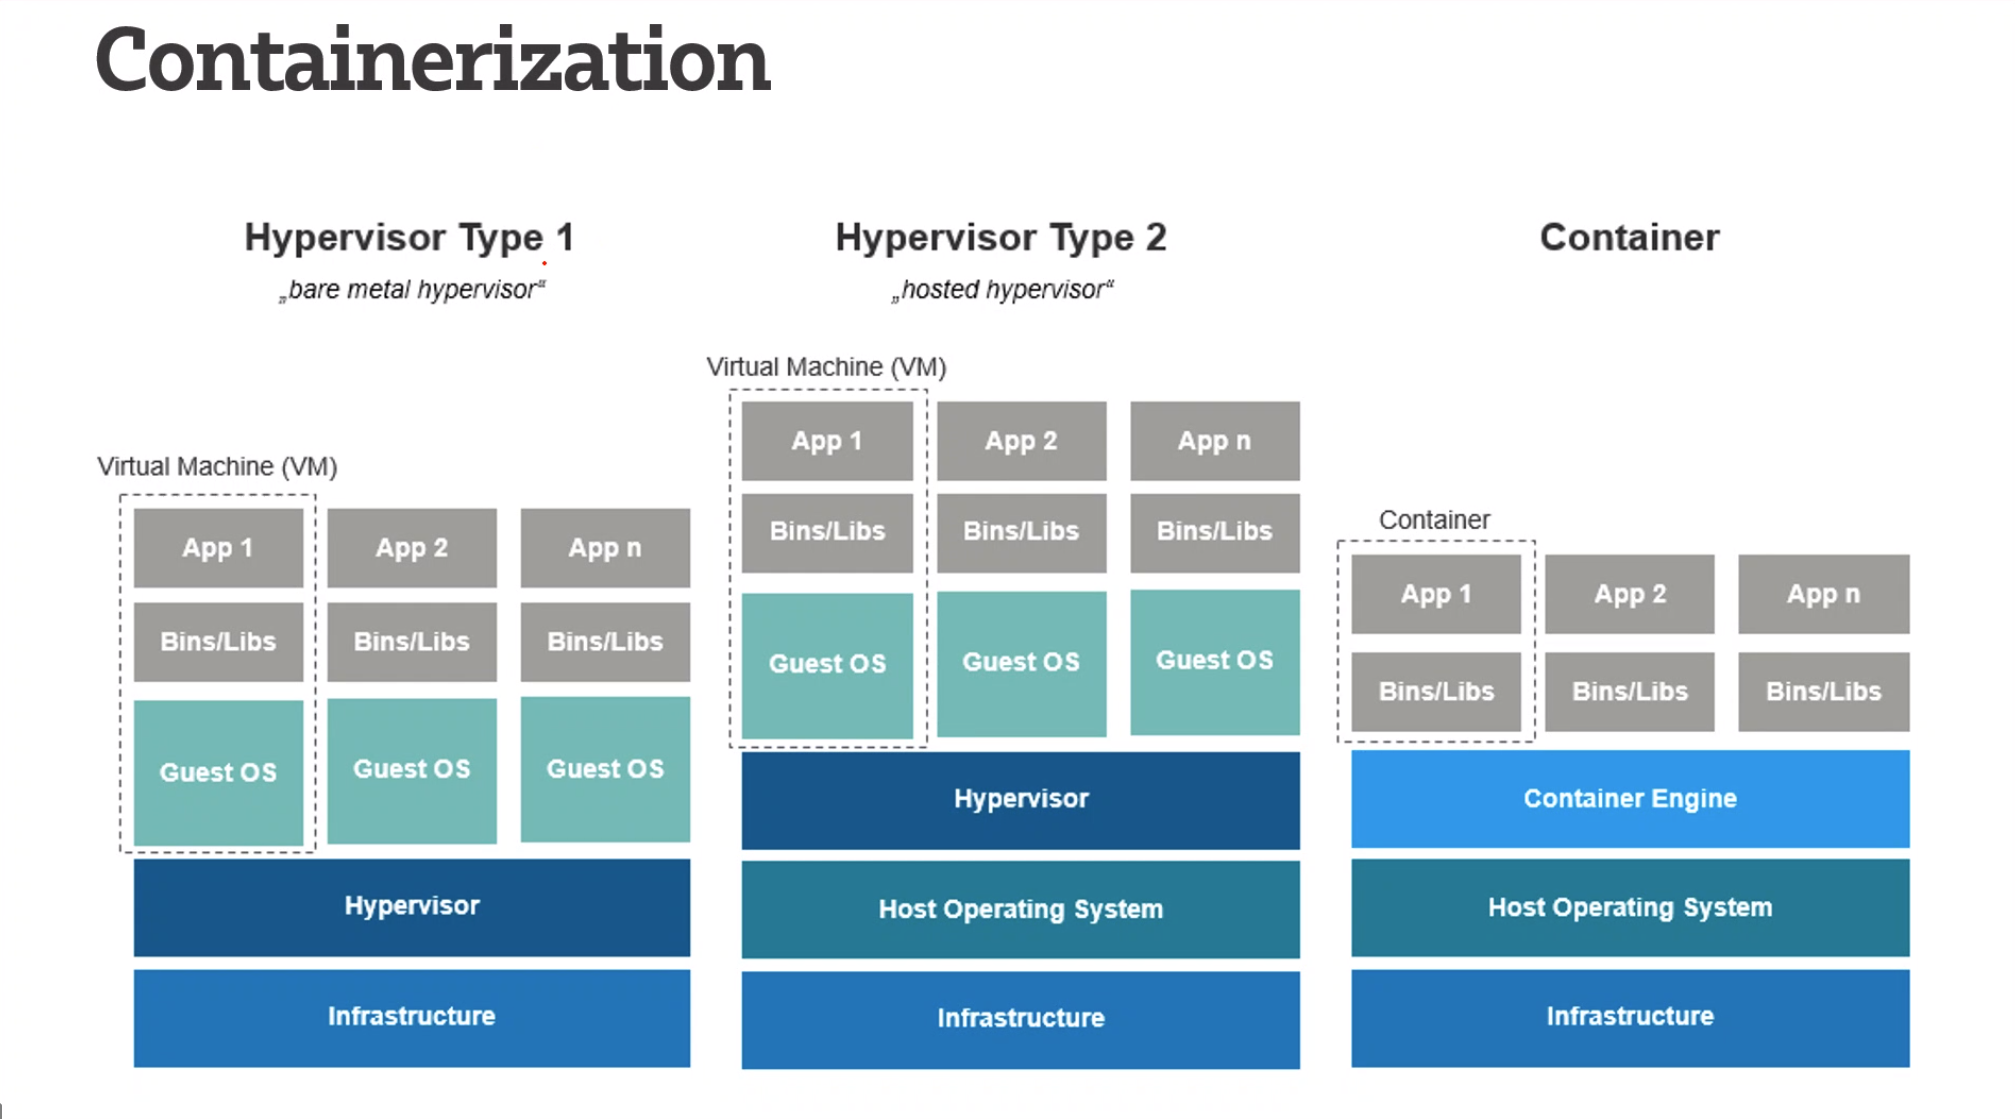 Containerization
Hypervisor Type 1
„bare metal hypervisor“
Virtual Machine (VM)
App 1
App 2
App n
Bins/Libs
Bins/Libs
Bins/Libs
Guest OS
Guest OS
Guest OS
Hypervisor
Infrastructure
Hypervisor Type 2
„hosted hypervisor“
Virtual Machine (VM)
App 1
App 2
App n
Bins/Libs
Bins/Libs
Bins/Libs
Guest OS
Guest OS
Guest OS
Hypervisor
Host Operating System
Infrastructure
Container
Container
App 1
App 2
App n
Bins/Libs
Bins/Libs
Bins/Libs
Container Engine
Host Operating System
Infrastructure